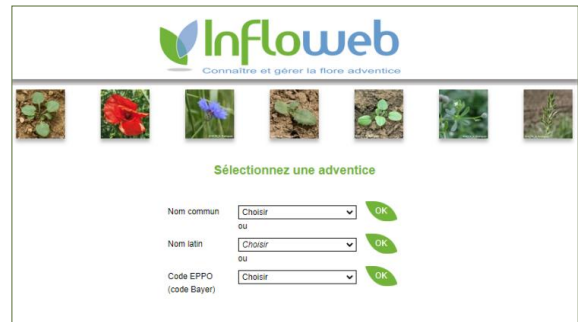 Infloweb
Connaître et gérer la flore adventice
Sélectionnez une adventice
Nom commun Choisir OK
ou
Nom latin Choisir OK
ou
Code EPPO Choisir OK
(code Bayer)